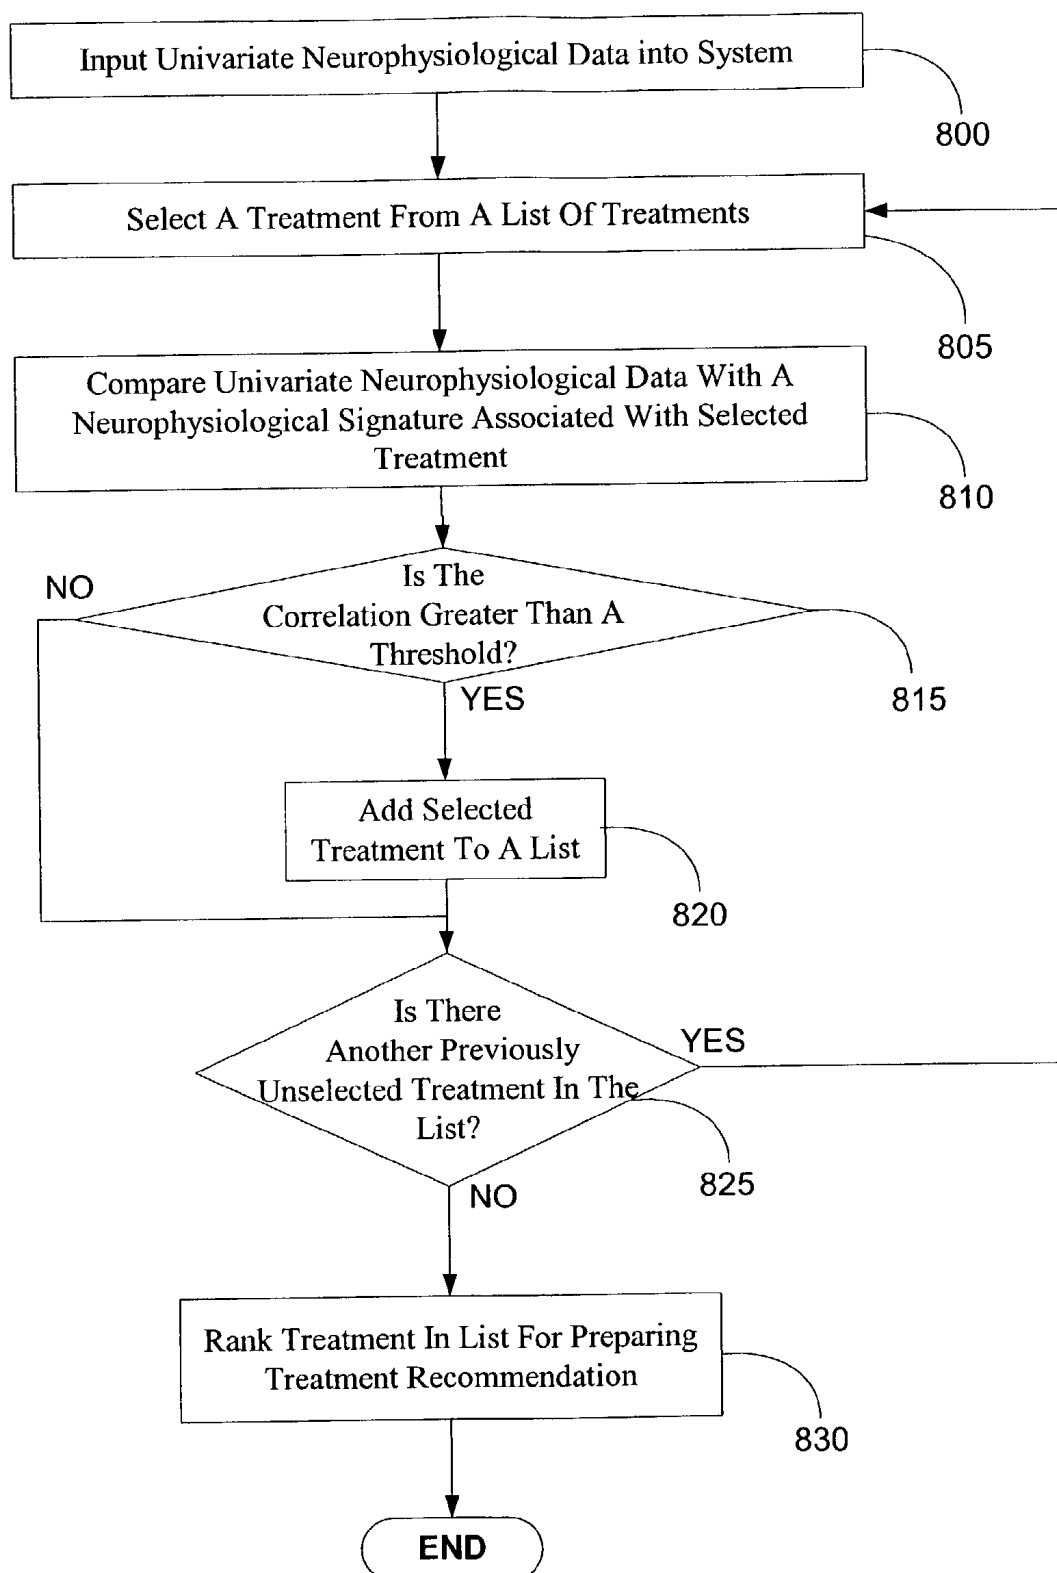 Input Univariate Neurophysiological Data into System
800
Select A Treatment From A List Of Treatments
805
Compare Univariate Neurophysiological Data With A
Neurophysiological Signature Associated With Selected
Treatment
810
NO
Is The
Correlation Greater Than A
Threshold?
815
YES
Add Selected
Treatment To A List
820
Is There
Another Previously
Unselected Treatment In The
List?
YES
825
NO
Rank Treatment In List For Preparing
Treatment Recommendation
830
END